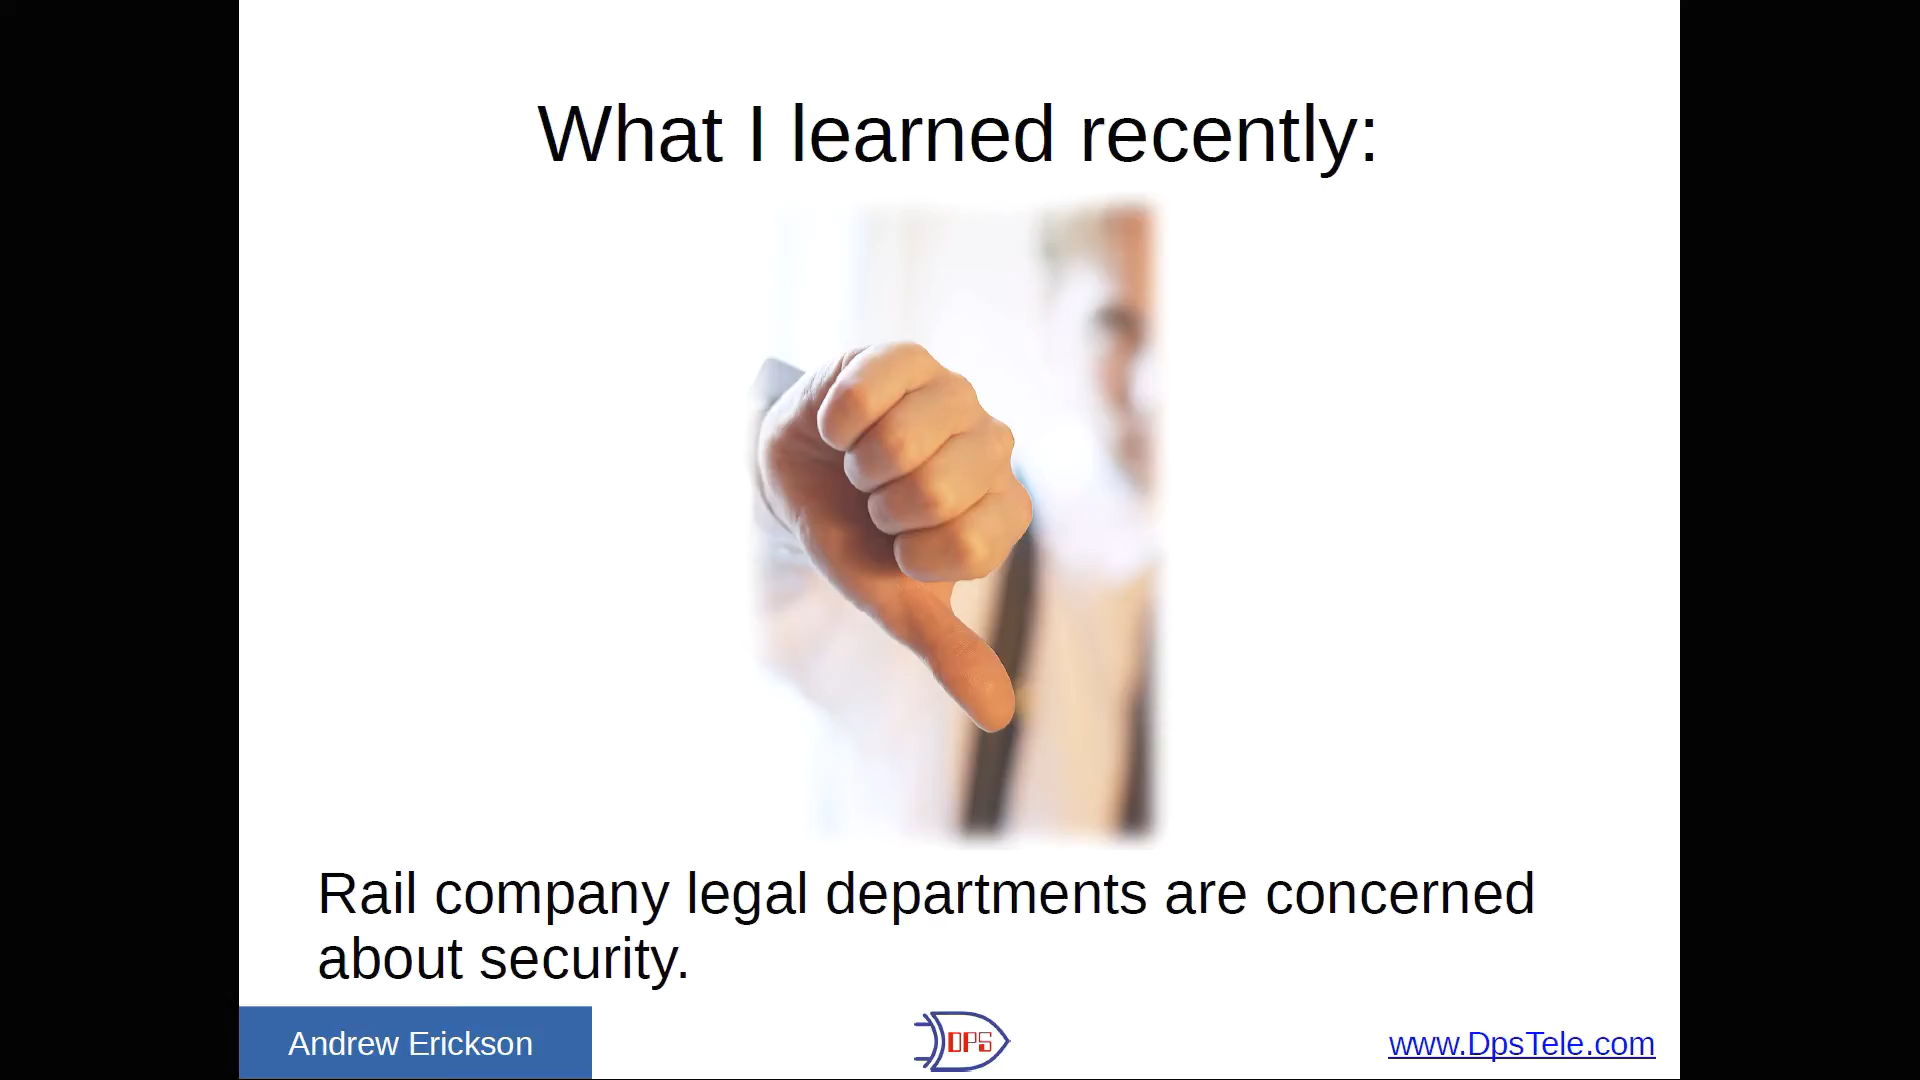 What I learned recently:
Rail company legal departments are concerned
about security.
Andrew Erickson
DPS
www.DpsTele.com